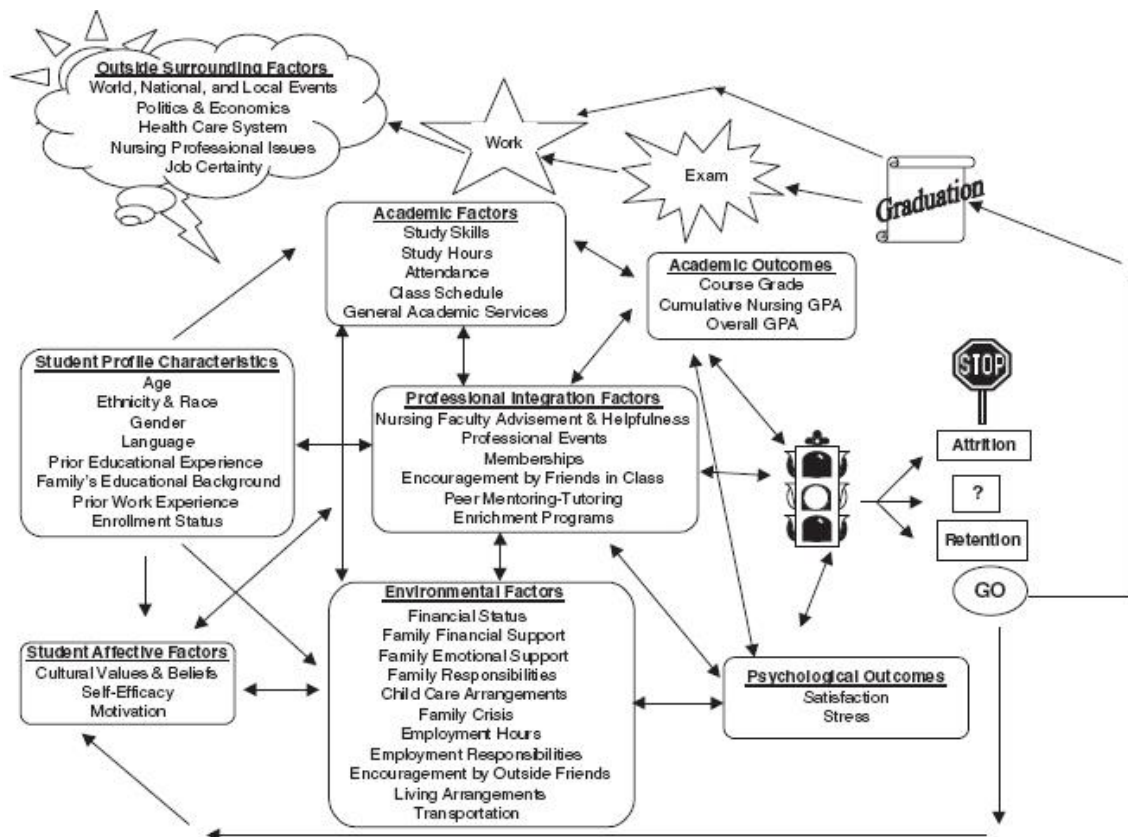 Outside Surrounding Factors
World, National, and Local Events
Politics & Economics
Health Care System
Nursing Professional Issues
Job Certainty
Work
Exam
Graduation
Academic Factors
Study Skills
Study Hours
Attendance
Class Schedule
General Academic Services
Academic Outcomes
Course Grade
Cumulative Nursing GPA
Overall GPA
Student Profile Characteristics
Age
Ethnicity & Race
Gender
Language
Prior Educational Experience
Family's Educational Background
Prior Work Experience
Enrollment Status
Professional Integration Factors
Nursing Faculty Advisement & Helpfulness
Professional Events
Memberships
Encouragement by Friends in Class
Peer Mentoring-Tutoring
Enrichment Programs
STOP
Attrition
?
Retention
GO
Student Affective Factors
Cultural Values & Beliefs
Self-Efficacy
Motivation
Environmental Factors
Financial Status
Family Financial Support
Family Emotional Support
Family Responsibilities
Child Care Arrangements
Family Crisis
Employment Hours
Employment Responsibilities
Encouragement by Outside Friends
Living Arrangements
Transportation
Psychological Outcomes
Satisfaction
Stress